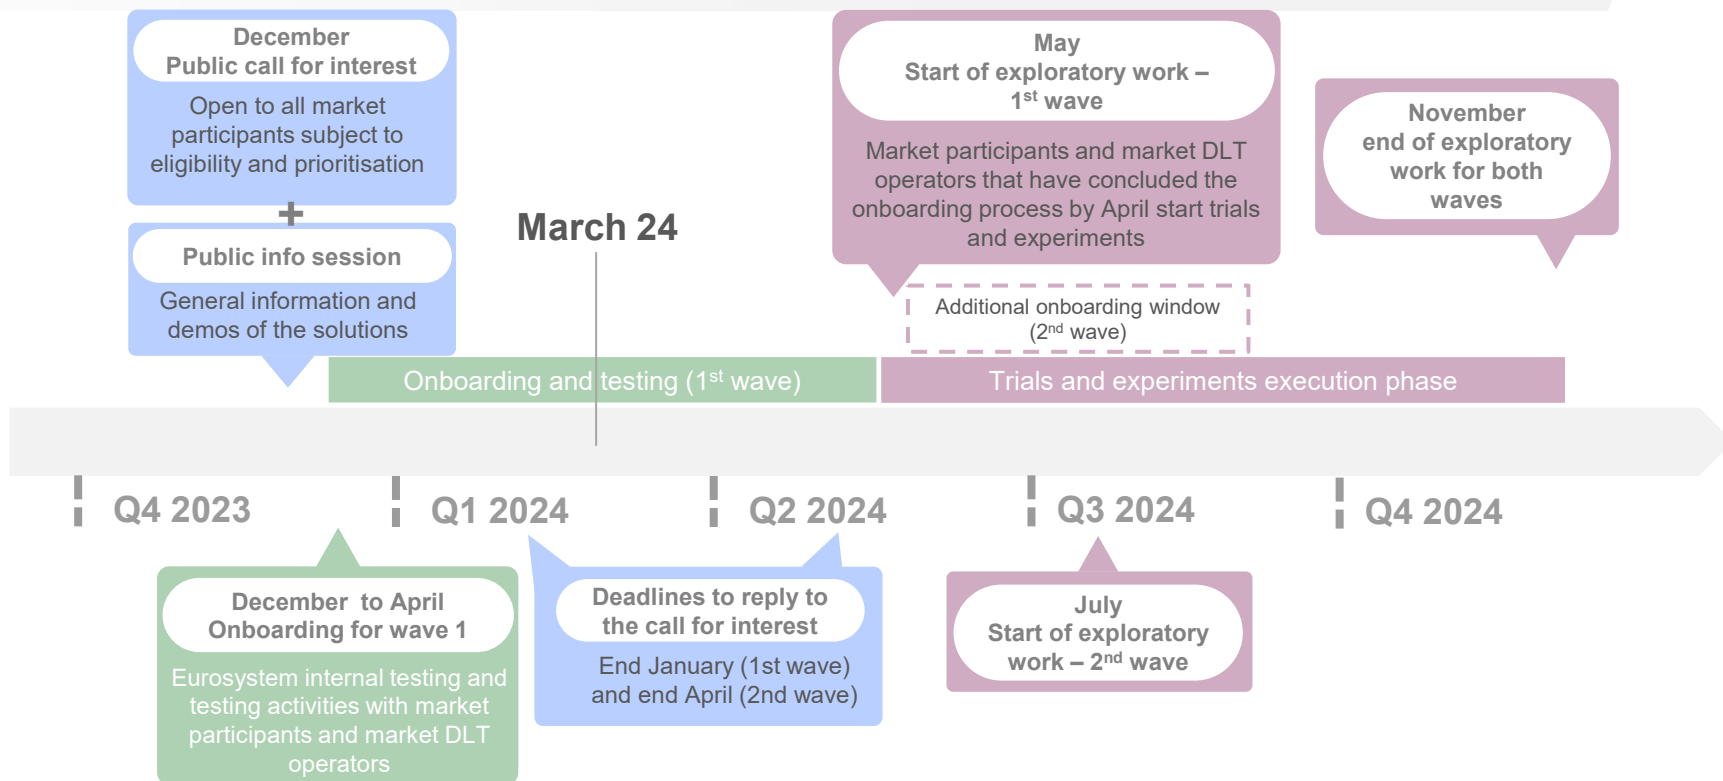 December
Public call for interest
Open to all market
participants subject to
eligibility and prioritisation
+
Public info session
General information and
demos of the solutions
March 24
May
Start of exploratory work –
1st wave
Market participants and market DLT
operators that have concluded the
onboarding process by April start trials
and experiments
November
end of exploratory
work for both
waves
Additional onboarding window
(2nd wave)
Onboarding and testing (1st wave)
Trials and experiments execution phase
Q4 2023
Q1 2024
Q2 2024
Q3 2024
Q4 2024
December to April
Onboarding for wave 1
Eurosystem internal testing and
testing activities with market
participants and market DLT
operators
Deadlines to reply to
the call for interest
End January (1st wave)
and end April (2nd wave)
July
Start of exploratory
work – 2nd wave